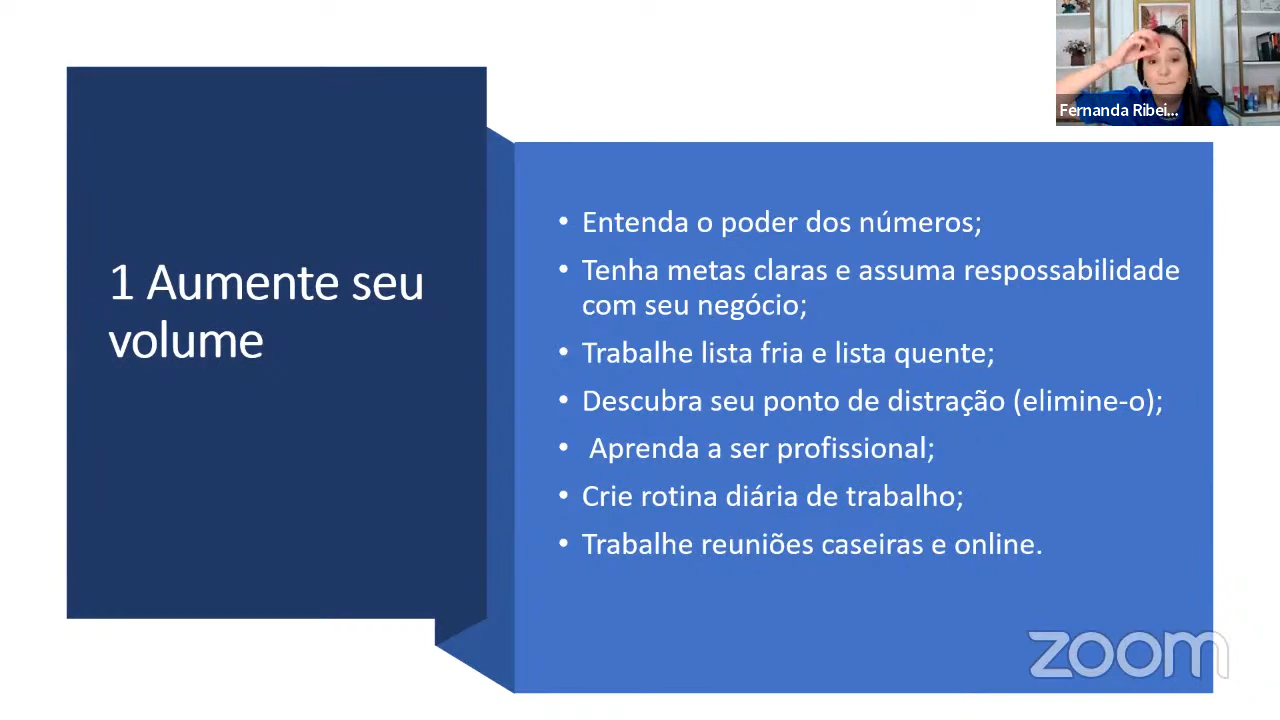 Fernanda Ribei...
1 Aumente seu
volume
• Entenda o poder dos números;
• Tenha metas claras e assuma respossabilidade
com seu negócio;
• Trabalhe lista fria e lista quente;
• Descubra seu ponto de distração (elimine-o);
• Aprenda a ser profissional;
• Crie rotina diária de trabalho;
• Trabalhe reuniões caseiras e online.
zoom